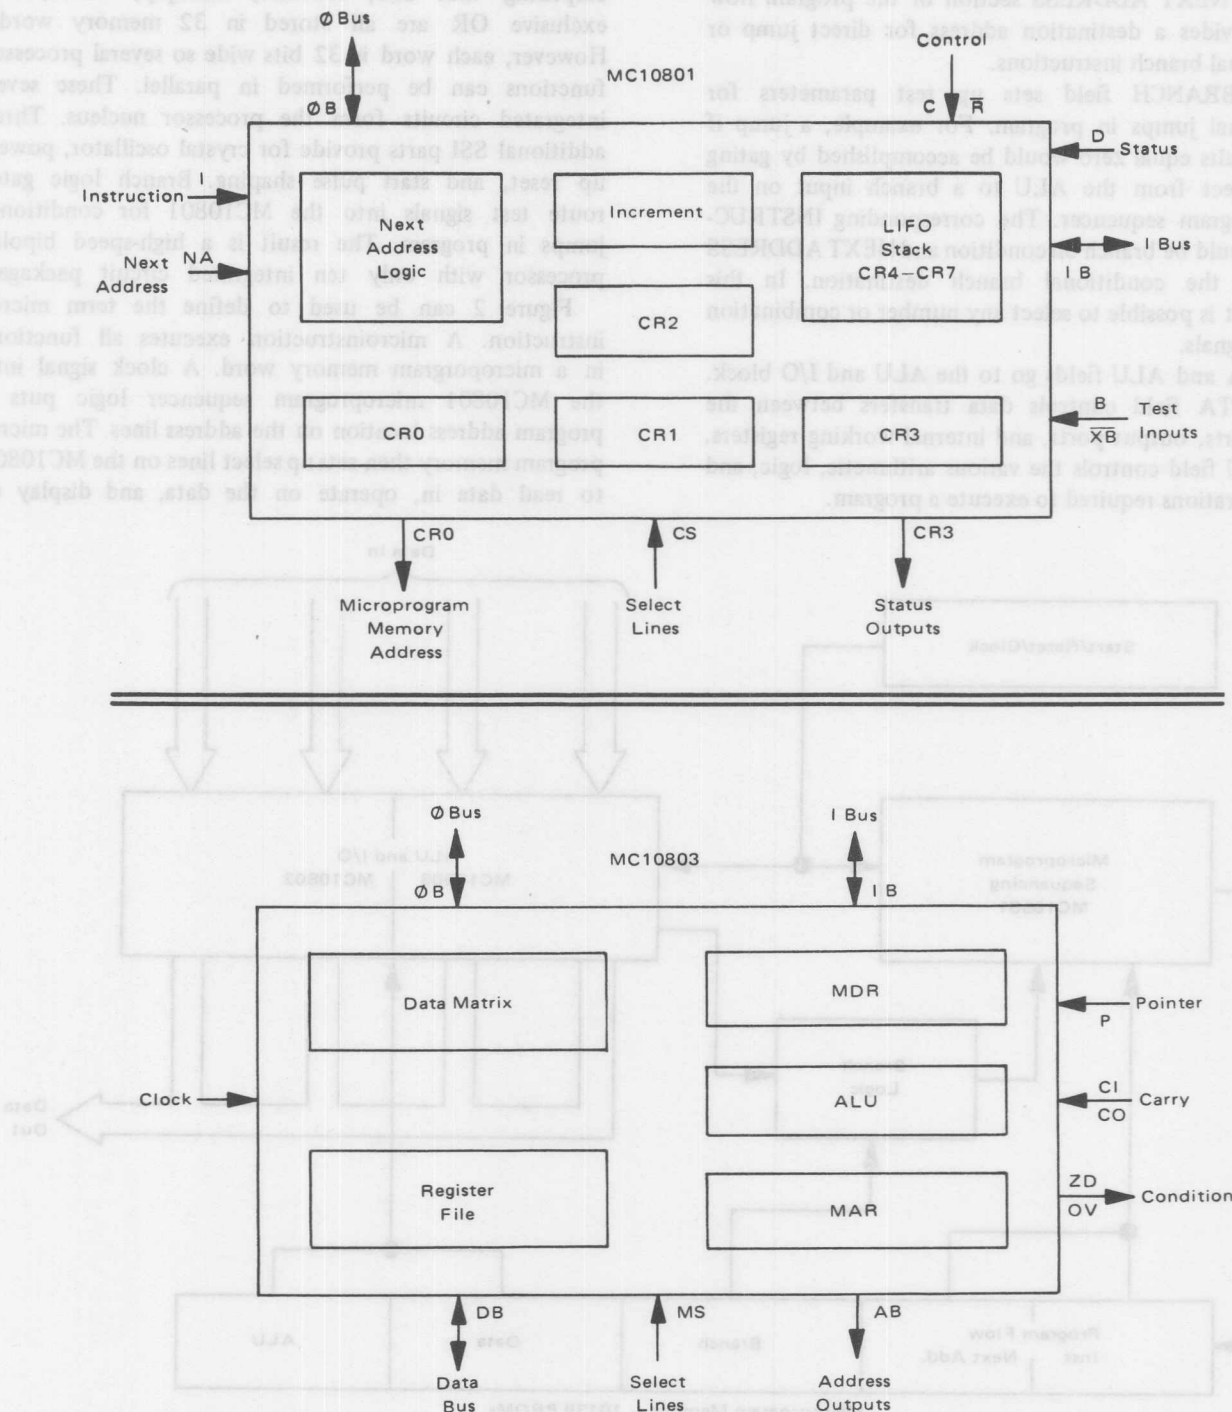 Ø Bus
Control
MC10801
ØB
C R̅
D
Status
I
Instruction
Next
Address
Logic
Increment
LIFO
Stack
CR4–CR7
I Bus
I B
Next
Address
NA
CR2
B
X̅B̅
Test
Inputs
CR0
CR1
CR3
CR0
CS
CR3
Microprogram
Memory
Address
Select
Lines
Status
Outputs
Ø Bus
I Bus
MC10803
ØB
I B
Data Matrix
MDR
Pointer
P
Clock
ALU
CI
CO
Carry
Register
File
MAR
ZD
OV
Condition
DB
MS
AB
Data
Bus
Select
Lines
Address
Outputs